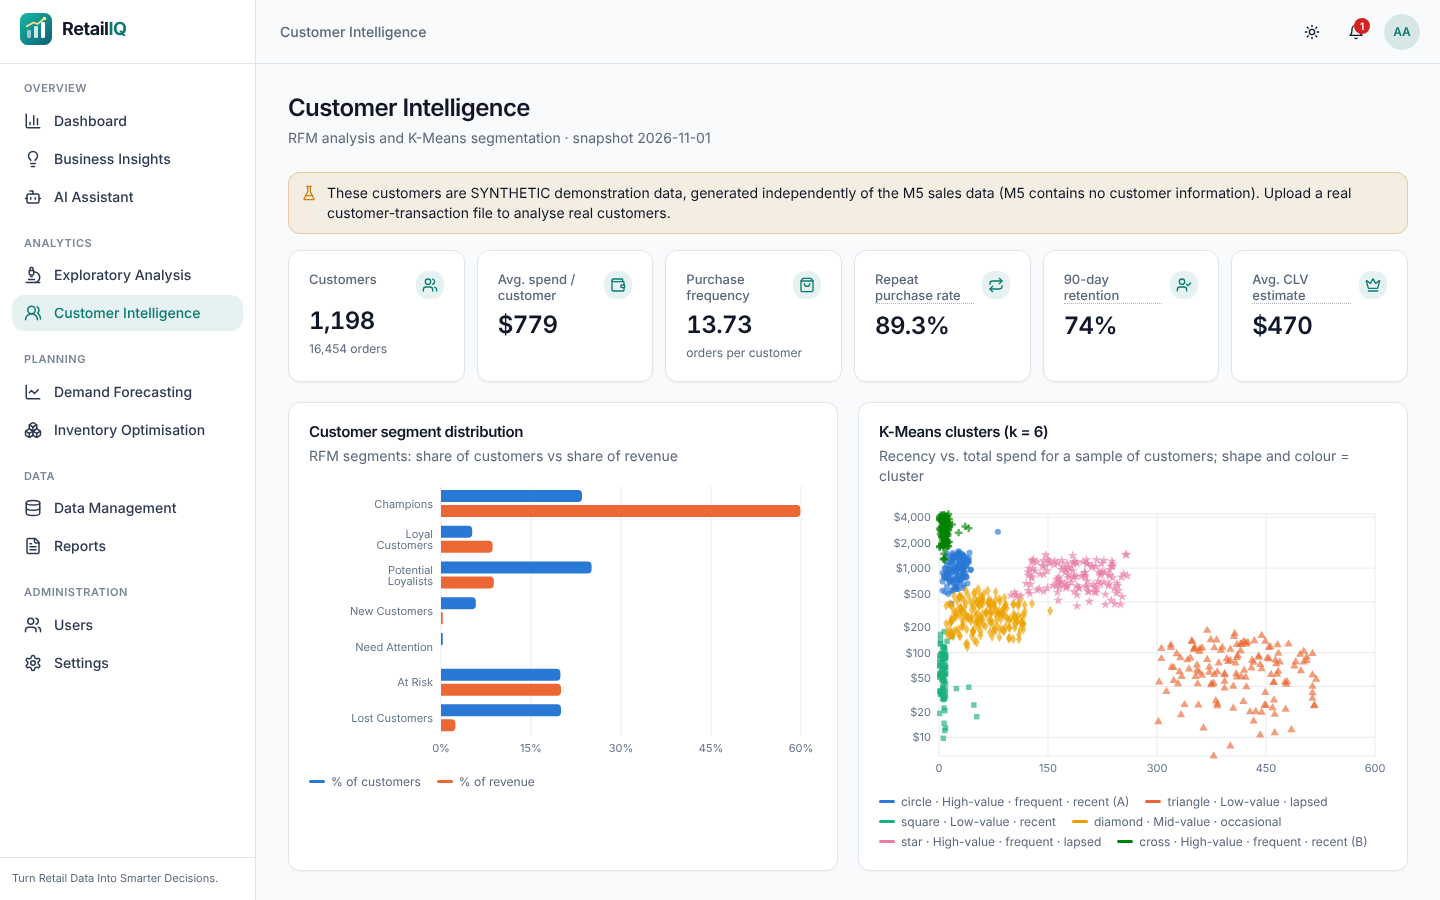 RetailIQ
Customer Intelligence
1
AA
OVERVIEW
Dashboard
Business Insights
AI Assistant
ANALYTICS
Exploratory Analysis
Customer Intelligence
PLANNING
Demand Forecasting
Inventory Optimisation
DATA
Data Management
Reports
ADMINISTRATION
Users
Settings
Turn Retail Data Into Smarter Decisions.
Customer Intelligence
RFM analysis and K-Means segmentation · snapshot 2026-11-01
These customers are SYNTHETIC demonstration data, generated independently of the M5 sales data (M5 contains no customer information). Upload a real
customer-transaction file to analyse real customers.
Customers
1,198
16,454 orders
Avg. spend /
customer
$779
Purchase
frequency
13.73
orders per customer
Repeat
purchase rate
89.3%
90-day
retention
74%
Avg. CLV
estimate
$470
Customer segment distribution
RFM segments: share of customers vs share of revenue
Champions
Loyal
Customers
Potential
Loyalists
New Customers
Need Attention
At Risk
Lost Customers
0% 15% 30% 45% 60%
% of customers % of revenue
K-Means clusters (k = 6)
Recency vs. total spend for a sample of customers; shape and colour =
cluster
$4,000
$2,000
$1,000
$500
$200
$100
$50
$20
$10
0 150 300 450 600
circle · High-value · frequent · recent (A) triangle · Low-value · lapsed
square · Low-value · recent diamond · Mid-value · occasional
star · High-value · frequent · lapsed cross · High-value · frequent · recent (B)